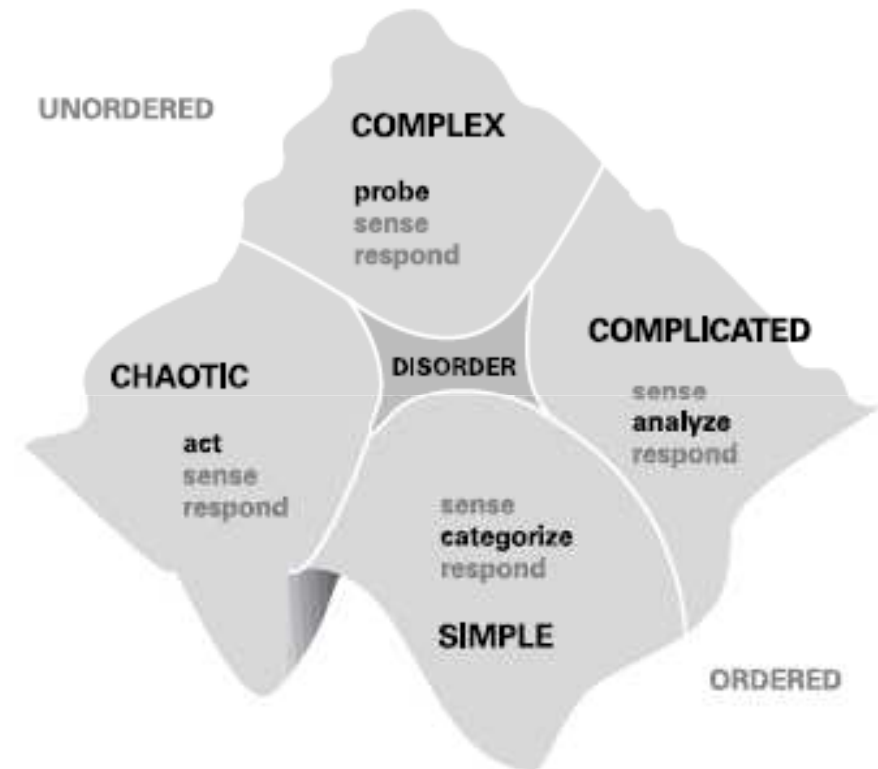 UNORDERED
COMPLEX
probe
sense
respond
COMPLICATED
sense
analyze
respond
DISORDER
CHAOTIC
act
sense
respond
sense
categorize
respond
SIMPLE
ORDERED